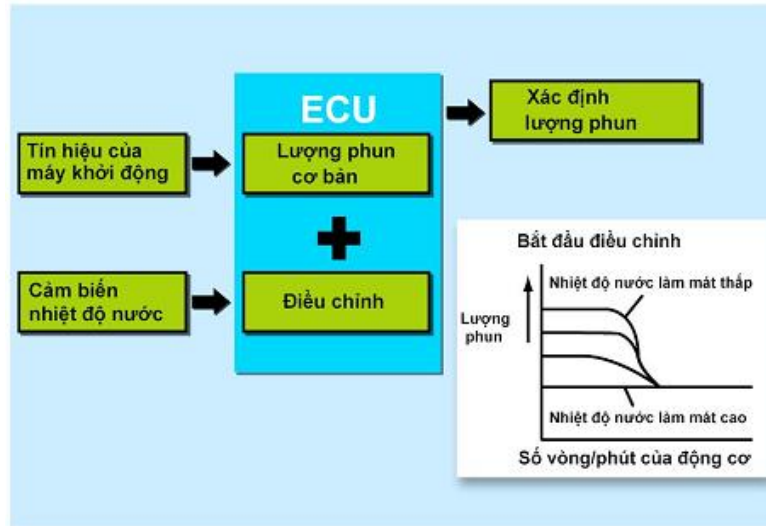 ECU
Tín hiệu của
máy khởi động
Lượng phun
cơ bản
Xác định
lượng phun
Cảm biến
nhiệt độ nước
Điều chỉnh
Bắt đầu điều chỉnh
Nhiệt độ nước làm mát thấp
Lượng
phun
Nhiệt độ nước làm mát cao
Số vòng/phút của động cơ